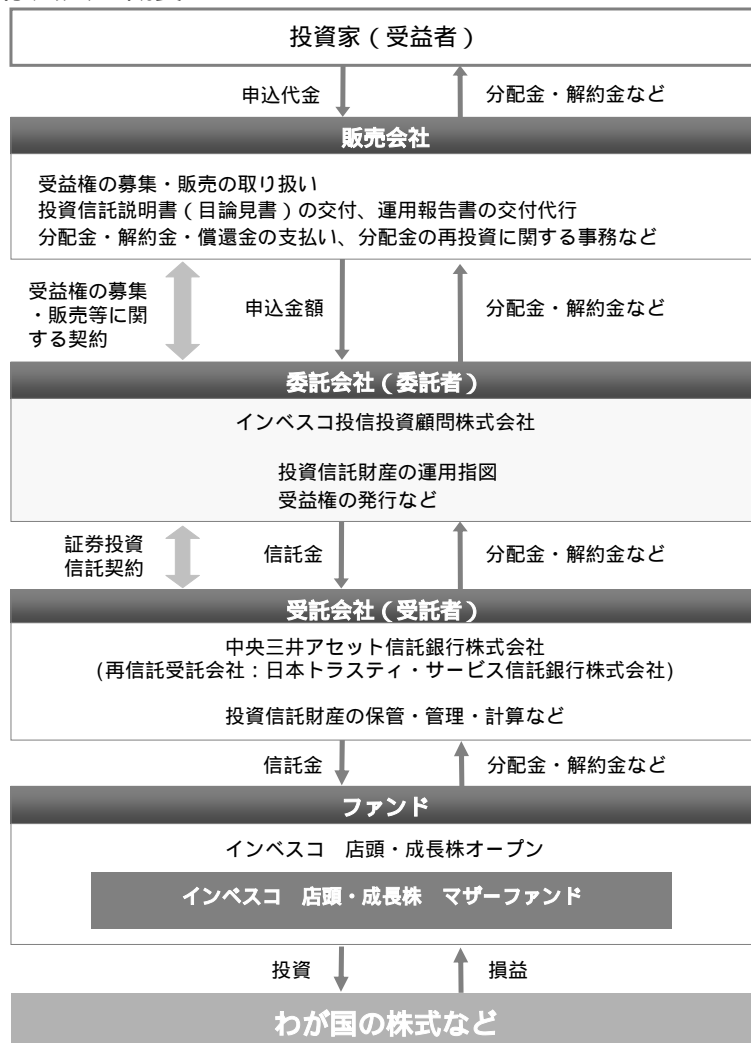 投資家（受益者）
申込代金
分配金・解約金など
販売会社
受益権の募集・販売の取り扱い
投資信託説明書（目論見書）の交付、運用報告書の交付代行
分配金・解約金・償還金の支払い、分配金の再投資に関する事務など
受益権の募集
・販売等に関
する契約
申込金額
分配金・解約金など
委託会社（委託者）
インベスコ投信投資顧問株式会社
投資信託財産の運用指図
受益権の発行など
証券投資
信託契約
信託金
分配金・解約金など
受託会社（受託者）
中央三井アセット信託銀行株式会社
(再信託受託会社：日本トラスティ・サービス信託銀行株式会社)
投資信託財産の保管・管理・計算など
信託金
分配金・解約金など
ファンド
インベスコ　店頭・成長株オープン
インベスコ　店頭・成長株　マザーファンド
投資
損益
わが国の株式など